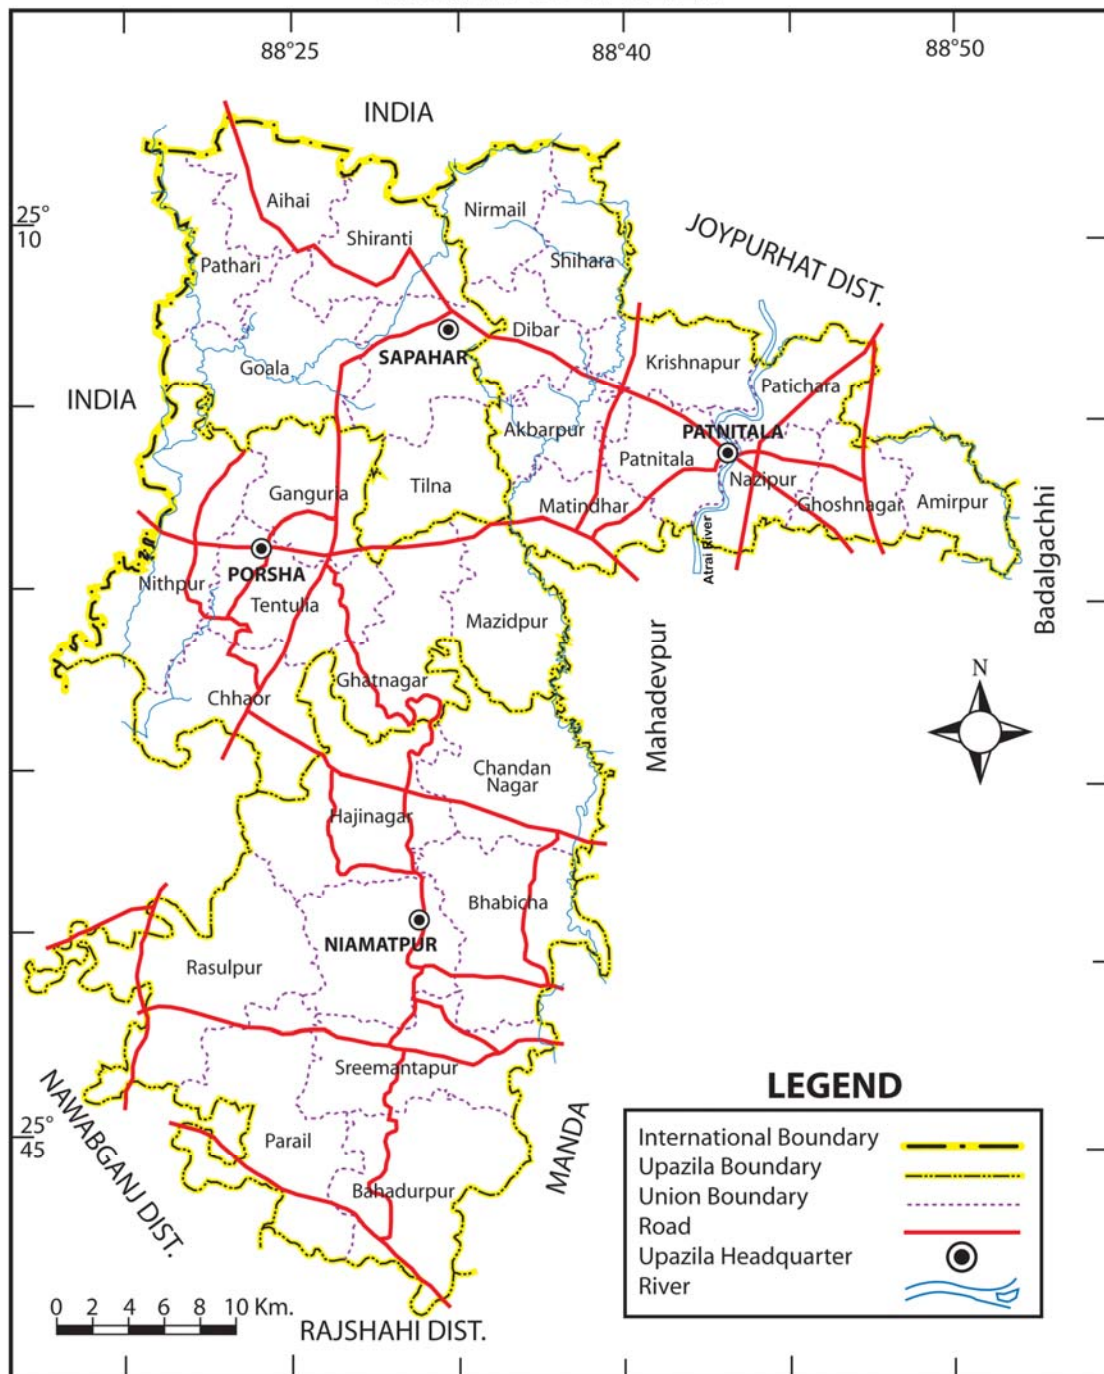 88°25
88°40
88°50
INDIA
Aihai
Nirmail
25°
10
JOYPURHAT DIST.
Shiranti
Pathari
Shihara
Dibar
SAPAHAR
Krishnapur
Goala
Patichara
INDIA
Akbarpur
PATNITALA
Patnitala
Tilna
Nazipur
Ganguria
Matindhar
Ghoshnagar
Amirpur
Atrai River
Badalgachhi
PORSHA
Nithpur
Tentulia
Mazidpur
Mahadevpur
N
Ghatnagar
Chhaor
Chandan
Nagar
Hajinagar
Bhabicha
NIAMATPUR
Rasulpur
Sreemantapur
NAWABGANJ DIST.
MANDA
25°
45
Parail
Bahadurpur
LEGEND
International Boundary
Upazila Boundary
Union Boundary
Road
Upazila Headquarter
River
0 2 4 6 8 10 Km.
RAJSHAHI DIST.